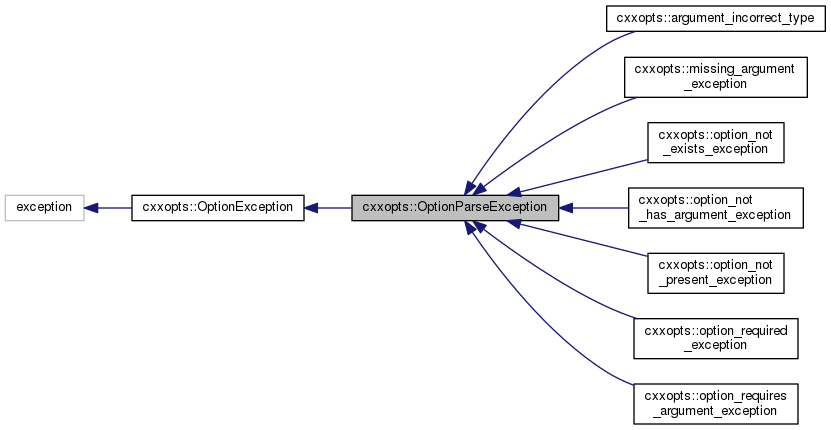 cxxopts::argument_incorrect_type
cxxopts::missing_argument
_exception
cxxopts::option_not
_exists_exception
exception
cxxopts::OptionException
cxxopts::OptionParseException
cxxopts::option_not
_has_argument_exception
cxxopts::option_not
_present_exception
cxxopts::option_required
_exception
cxxopts::option_requires
_argument_exception